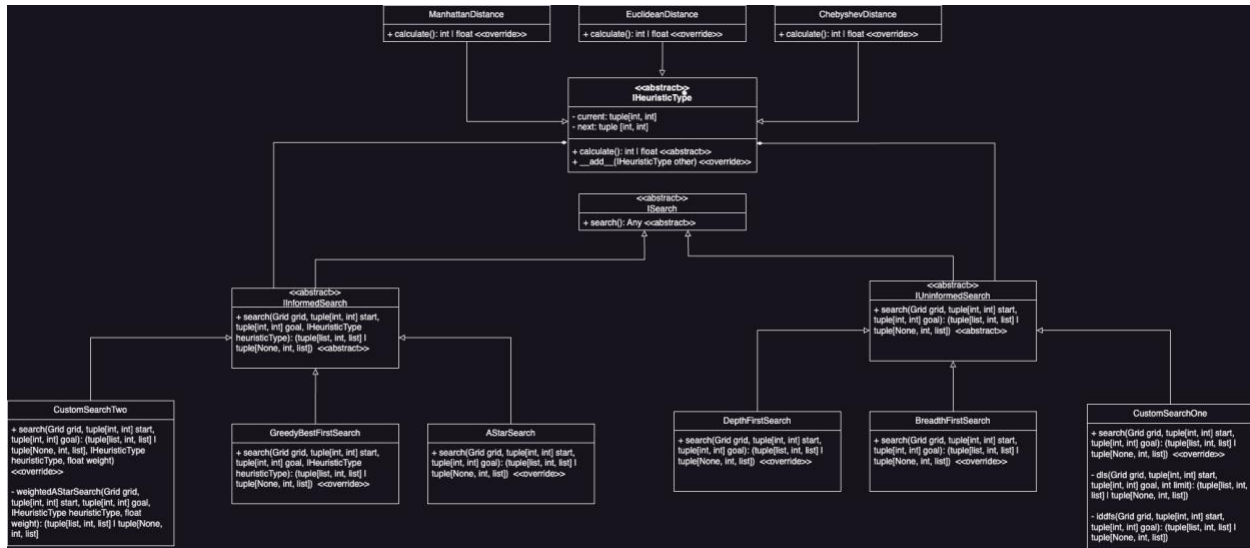 ManhattanDistance
+ calculate(): int | float <<override>>
EuclideanDistance
+ calculate(): int | float <<override>>
ChebyshevDistance
+ calculate(): int | float <<override>>
<<abstract>>
IHeuristicType
- current: tuple[int, int]
- next: tuple [int, int]
+ calculate(): int | float <<abstract>>
+ __add__(IHeuristicType other) <<override>>
<<abstract>>
ISearch
+ search(): Any <<abstract>>
<<abstract>>
IInformedSearch
+ search(Grid grid, tuple[int, int] start,
tuple[int, int] goal, IHeuristicType
heuristicType): (tuple[list, int, list] |
tuple[None, int, list]) <<abstract>>
<<abstract>>
IUninformedSearch
+ search(Grid grid, tuple[int, int] start,
tuple[int, int] goal): (tuple[list, int, list] |
tuple[None, int, list]) <<abstract>>
CustomSearchTwo
+ search(Grid grid, tuple[int, int] start,
tuple[int, int] goal): (tuple[list, int, list] |
tuple[None, int, list], IHeuristicType
heuristicType, float weight)
<<override>>
- weightedAStarSearch(Grid grid,
tuple[int, int] start, tuple[int, int] goal,
IHeuristicType heuristicType, float
weight): (tuple[list, int, list] | tuple[None,
int, list]
GreedyBestFirstSearch
+ search(Grid grid, tuple[int, int] start,
tuple[int, int] goal, IHeuristicType
heuristicType): (tuple[list, int, list] |
tuple[None, int, list]) <<override>>
AStarSearch
+ search(Grid grid, tuple[int, int] start,
tuple[int, int] goal): (tuple[list, int, list] |
tuple[None, int, list]) <<override>>
DepthFirstSearch
+ search(Grid grid, tuple[int, int] start,
tuple[int, int] goal): (tuple[list, int, list] |
tuple[None, int, list]) <<override>>
BreadthFirstSearch
+ search(Grid grid, tuple[int, int] start,
tuple[int, int] goal): (tuple[list, int, list] |
tuple[None, int, list]) <<override>>
CustomSearchOne
+ search(Grid grid, tuple[int, int] start,
tuple[int, int] goal): (tuple[list, int, list] |
tuple[None, int, list]) <<override>>
- dls(Grid grid, tuple[int, int] start,
tuple[int, int] goal, int limit): (tuple[list, int,
list] | tuple[None, int, list])
- iddfs(Grid grid, tuple[int, int] start,
tuple[int, int] goal): (tuple[list, int, list] |
tuple[None, int, list])